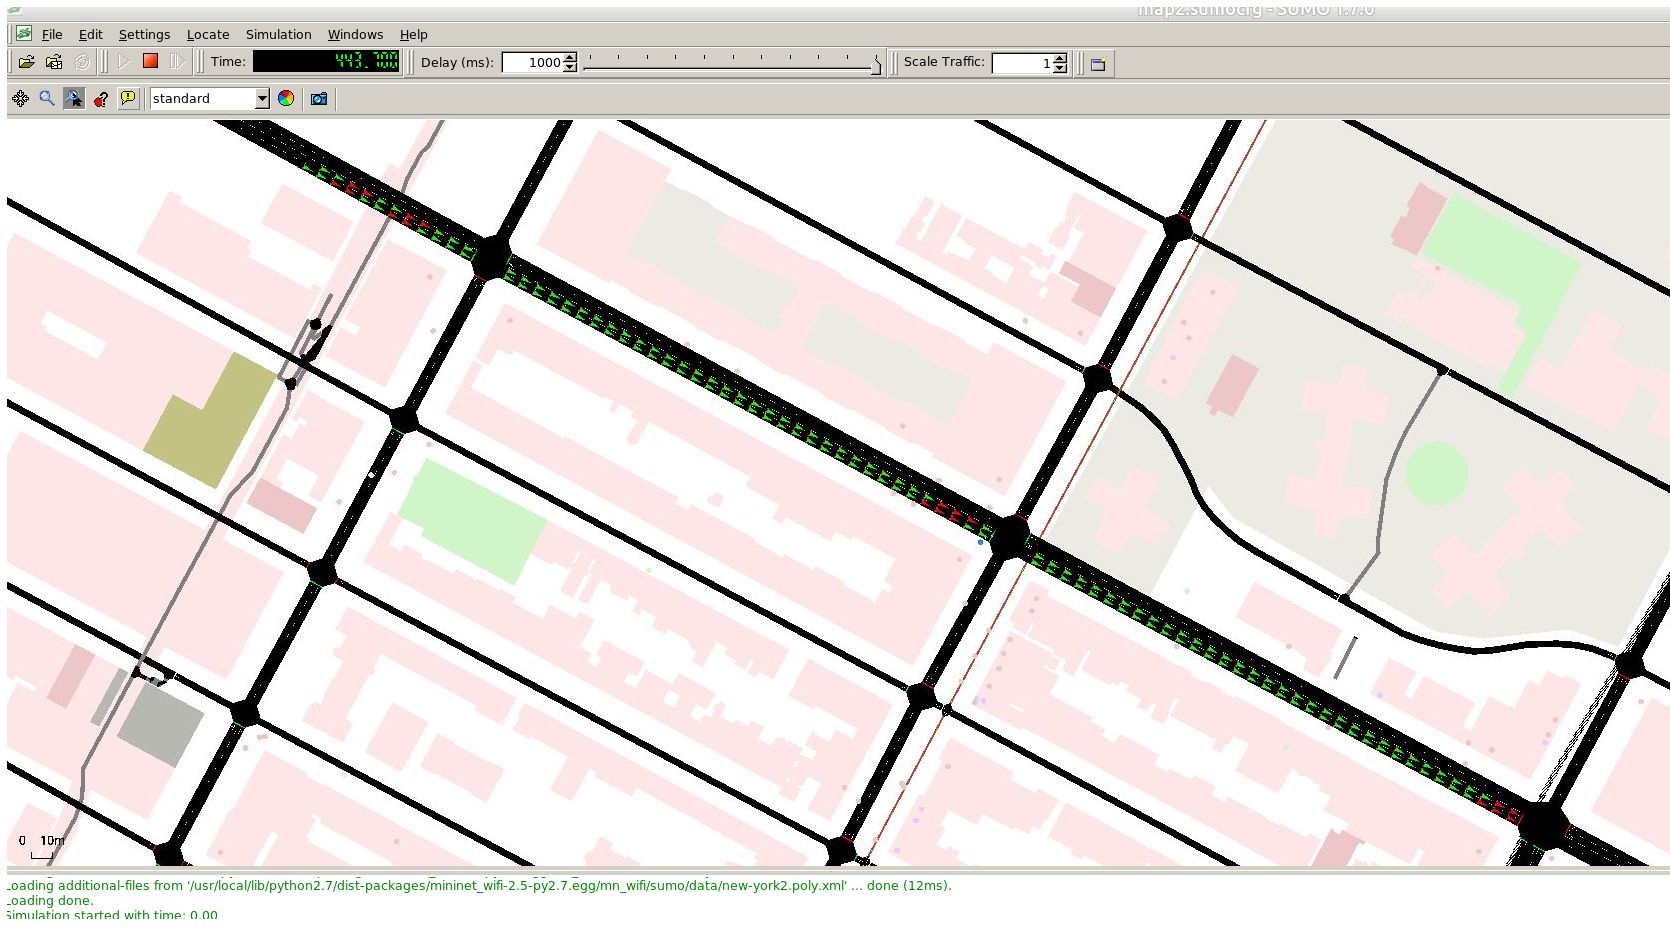 map2.sumocfg - SUMO 1.7.0
File Edit Settings Locate Simulation Windows Help
Time: 443.700 Delay (ms): 1000 Scale Traffic: 1
standard
0 10m
Loading additional-files from '/usr/local/lib/python2.7/dist-packages/mininet_wifi-2.5-py2.7.egg/mn_wifi/sumo/data/new-york2.poly.xml' ... done (12ms).
Loading done.
Simulation started with time: 0.00